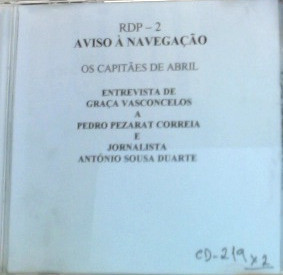 RDP – 2
AVISO À NAVEGAÇÃO
OS CAPITÃES DE ABRIL
ENTREVISTA DE
GRAÇA VASCONCELOS
A
PEDRO PEZARAT CORREIA
E
JORNALISTA
ANTÓNIO SOUSA DUARTE
CD-219 x2